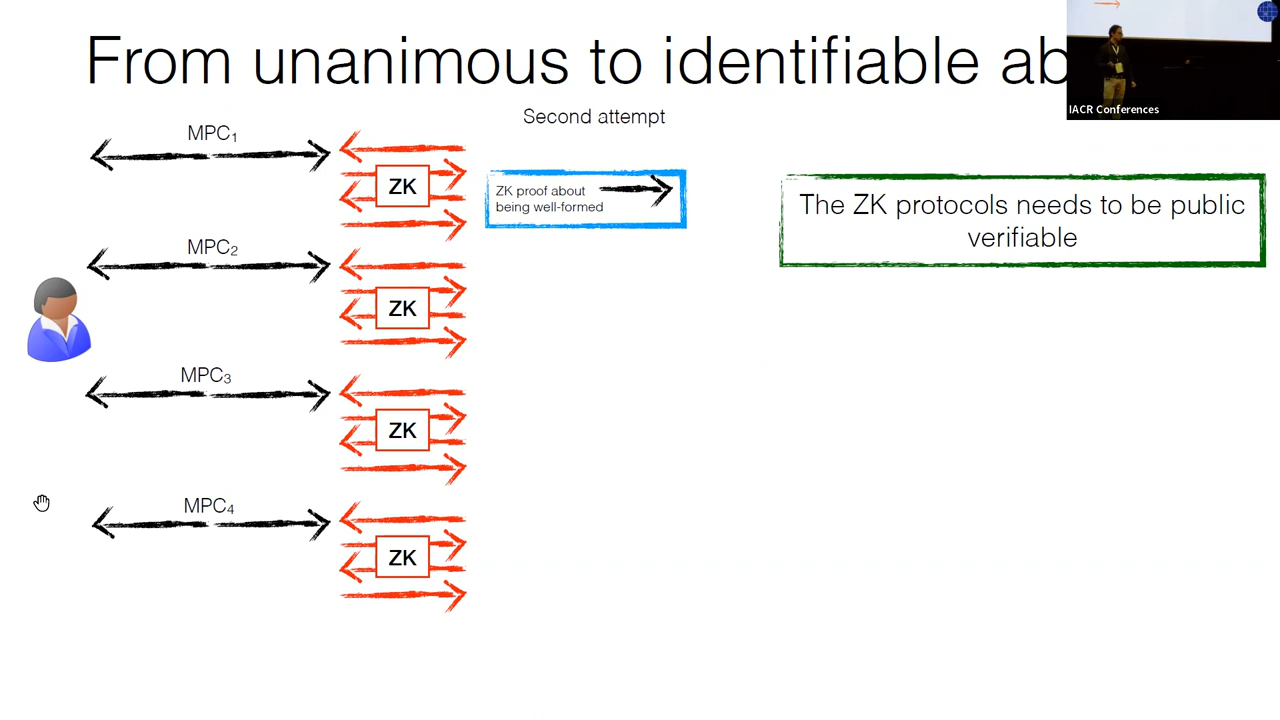 From unanimous to identifiable ab
IACR Conferences
Second attempt
MPC1
ZK
ZK proof about
being well-formed
The ZK protocols needs to be public
verifiable
MPC2
ZK
MPC3
ZK
MPC4
ZK